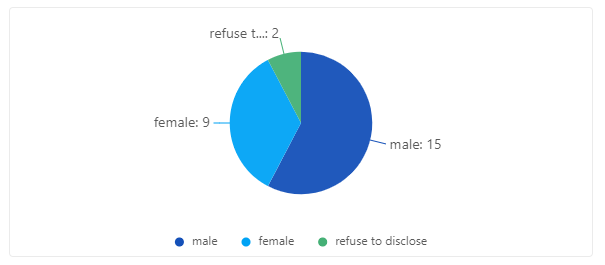 refuse t...: 2
female: 9
male: 15
male
female
refuse to disclose